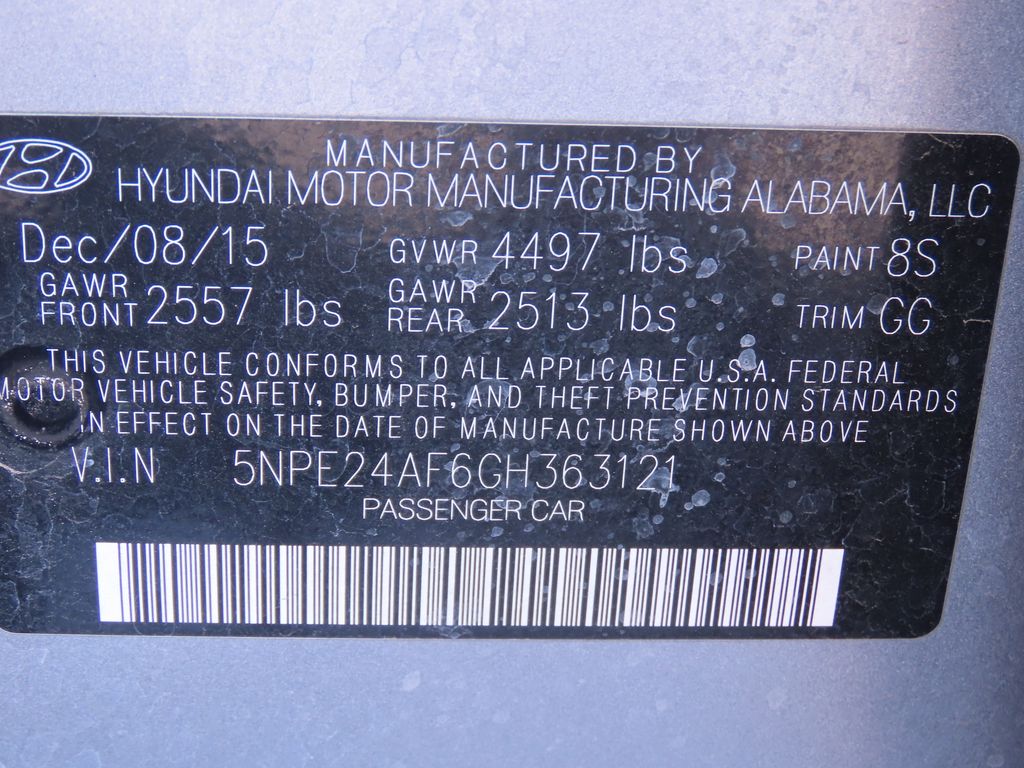 MANUFACTURED BY
HYUNDAI MOTOR MANUFACTURING ALABAMA, LLC
Dec/08/15 GVWR 4497 lbs PAINT 8S
GAWR FRONT 2557 lbs GAWR REAR 2513 lbs TRIM GG
THIS VEHICLE CONFORMS TO ALL APPLICABLE U.S.A. FEDERAL
MOTOR VEHICLE SAFETY, BUMPER, AND THEFT PREVENTION STANDARDS
IN EFFECT ON THE DATE OF MANUFACTURE SHOWN ABOVE
V.I.N 5NPE24AF6GH363121
PASSENGER CAR